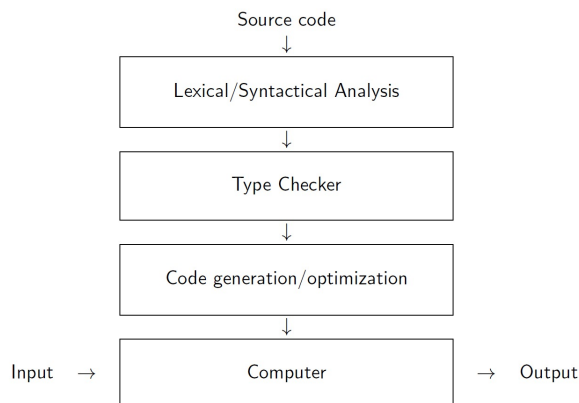 Source code
↓
Lexical/Syntactical Analysis
↓
Type Checker
↓
Code generation/optimization
↓
Input → Computer → Output